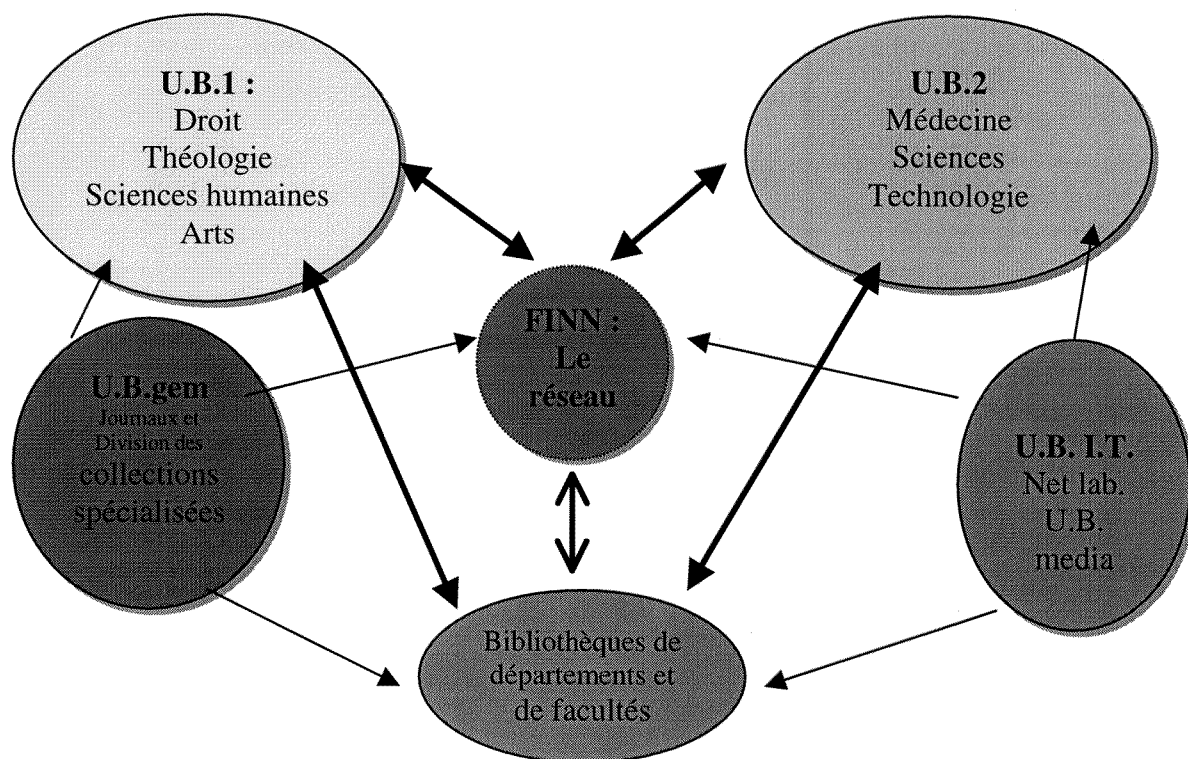 U.B.1 :
Droit
Théologie
Sciences humaines
Arts
U.B.2
Médecine
Sciences
Technologie
FINN :
Le
réseau
U.B.gem
Journaux et
Division des
collections
spécialisées
U.B. I.T.
Net lab.
U.B.
media
Bibliothèques de
départements et
de facultés